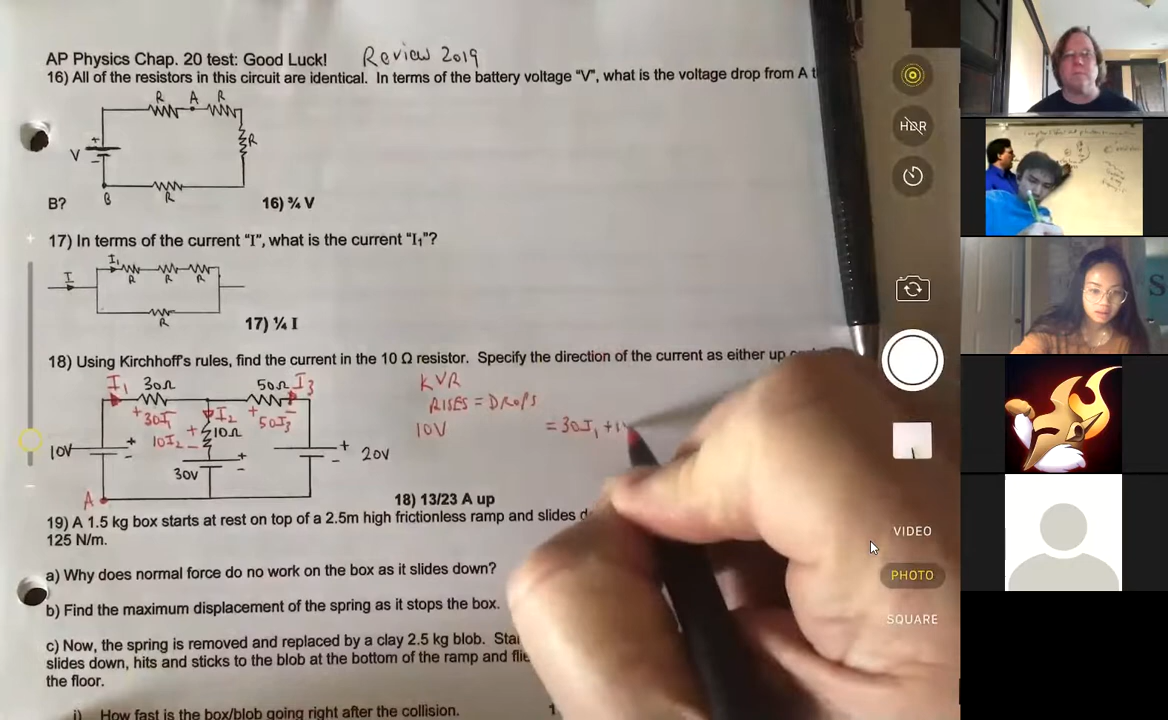 AP Physics Chap. 20 test: Good Luck! Review 2019
16) All of the resistors in this circuit are identical. In terms of the battery voltage "V", what is the voltage drop from A t
R A R
R
V
+
-
B
R
B? 16) ¾ V
17) In terms of the current "I", what is the current "I₁"?
I₁
I
R R R
R
17) ¼ I
18) Using Kirchhoff's rules, find the current in the 10 Ω resistor. Specify the direction of the current as either up
I₁ 30Ω 50Ω I₃
+30I₁- I₂ +50I₃-
10I₂ + - 10Ω
10V + -
30V + -
+ - 20V
A
KVR
RISES = DROPS
10V = 30I₁ +1
18) 13/23 A up
19) A 1.5 kg box starts at rest on top of a 2.5m high frictionless ramp and slides
125 N/m.
a) Why does normal force do no work on the box as it slides down?
b) Find the maximum displacement of the spring as it stops the box.
c) Now, the spring is removed and replaced by a clay 2.5 kg blob.
slides down, hits and sticks to the blob at the bottom of the ramp and flie
the floor.
i) How fast is the box/blob going right after the collision. 1
HDR
VIDEO
PHOTO
SQUARE
S